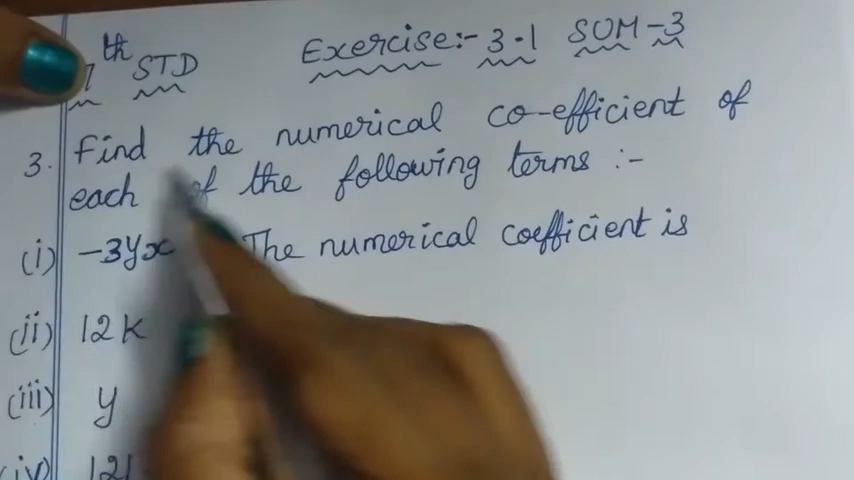 7th STD Exercise:- 3.1 SUM-3
3. Find the numerical co-efficient of
each of the following terms :-
(i) -3yx The numerical coefficient is
(ii) 12k
(iii) y
(iv)